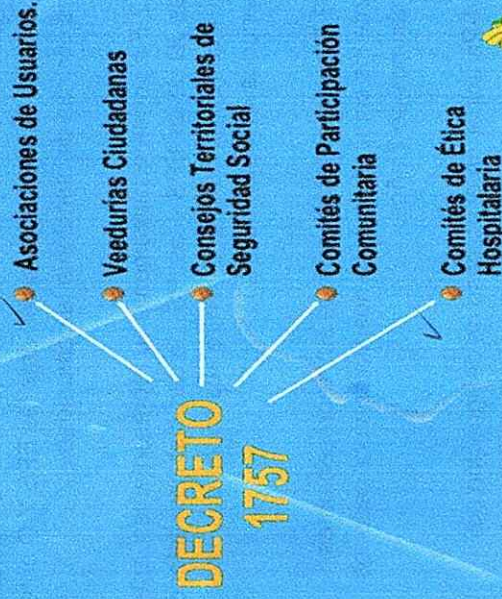 DECRETO
1757
Asociaciones de Usuarios.
Veedurías Ciudadanas
Consejos Territoriales de
Seguridad Social
Comités de Participación
Comunitaria
Comités de Ética
Hospitalaria